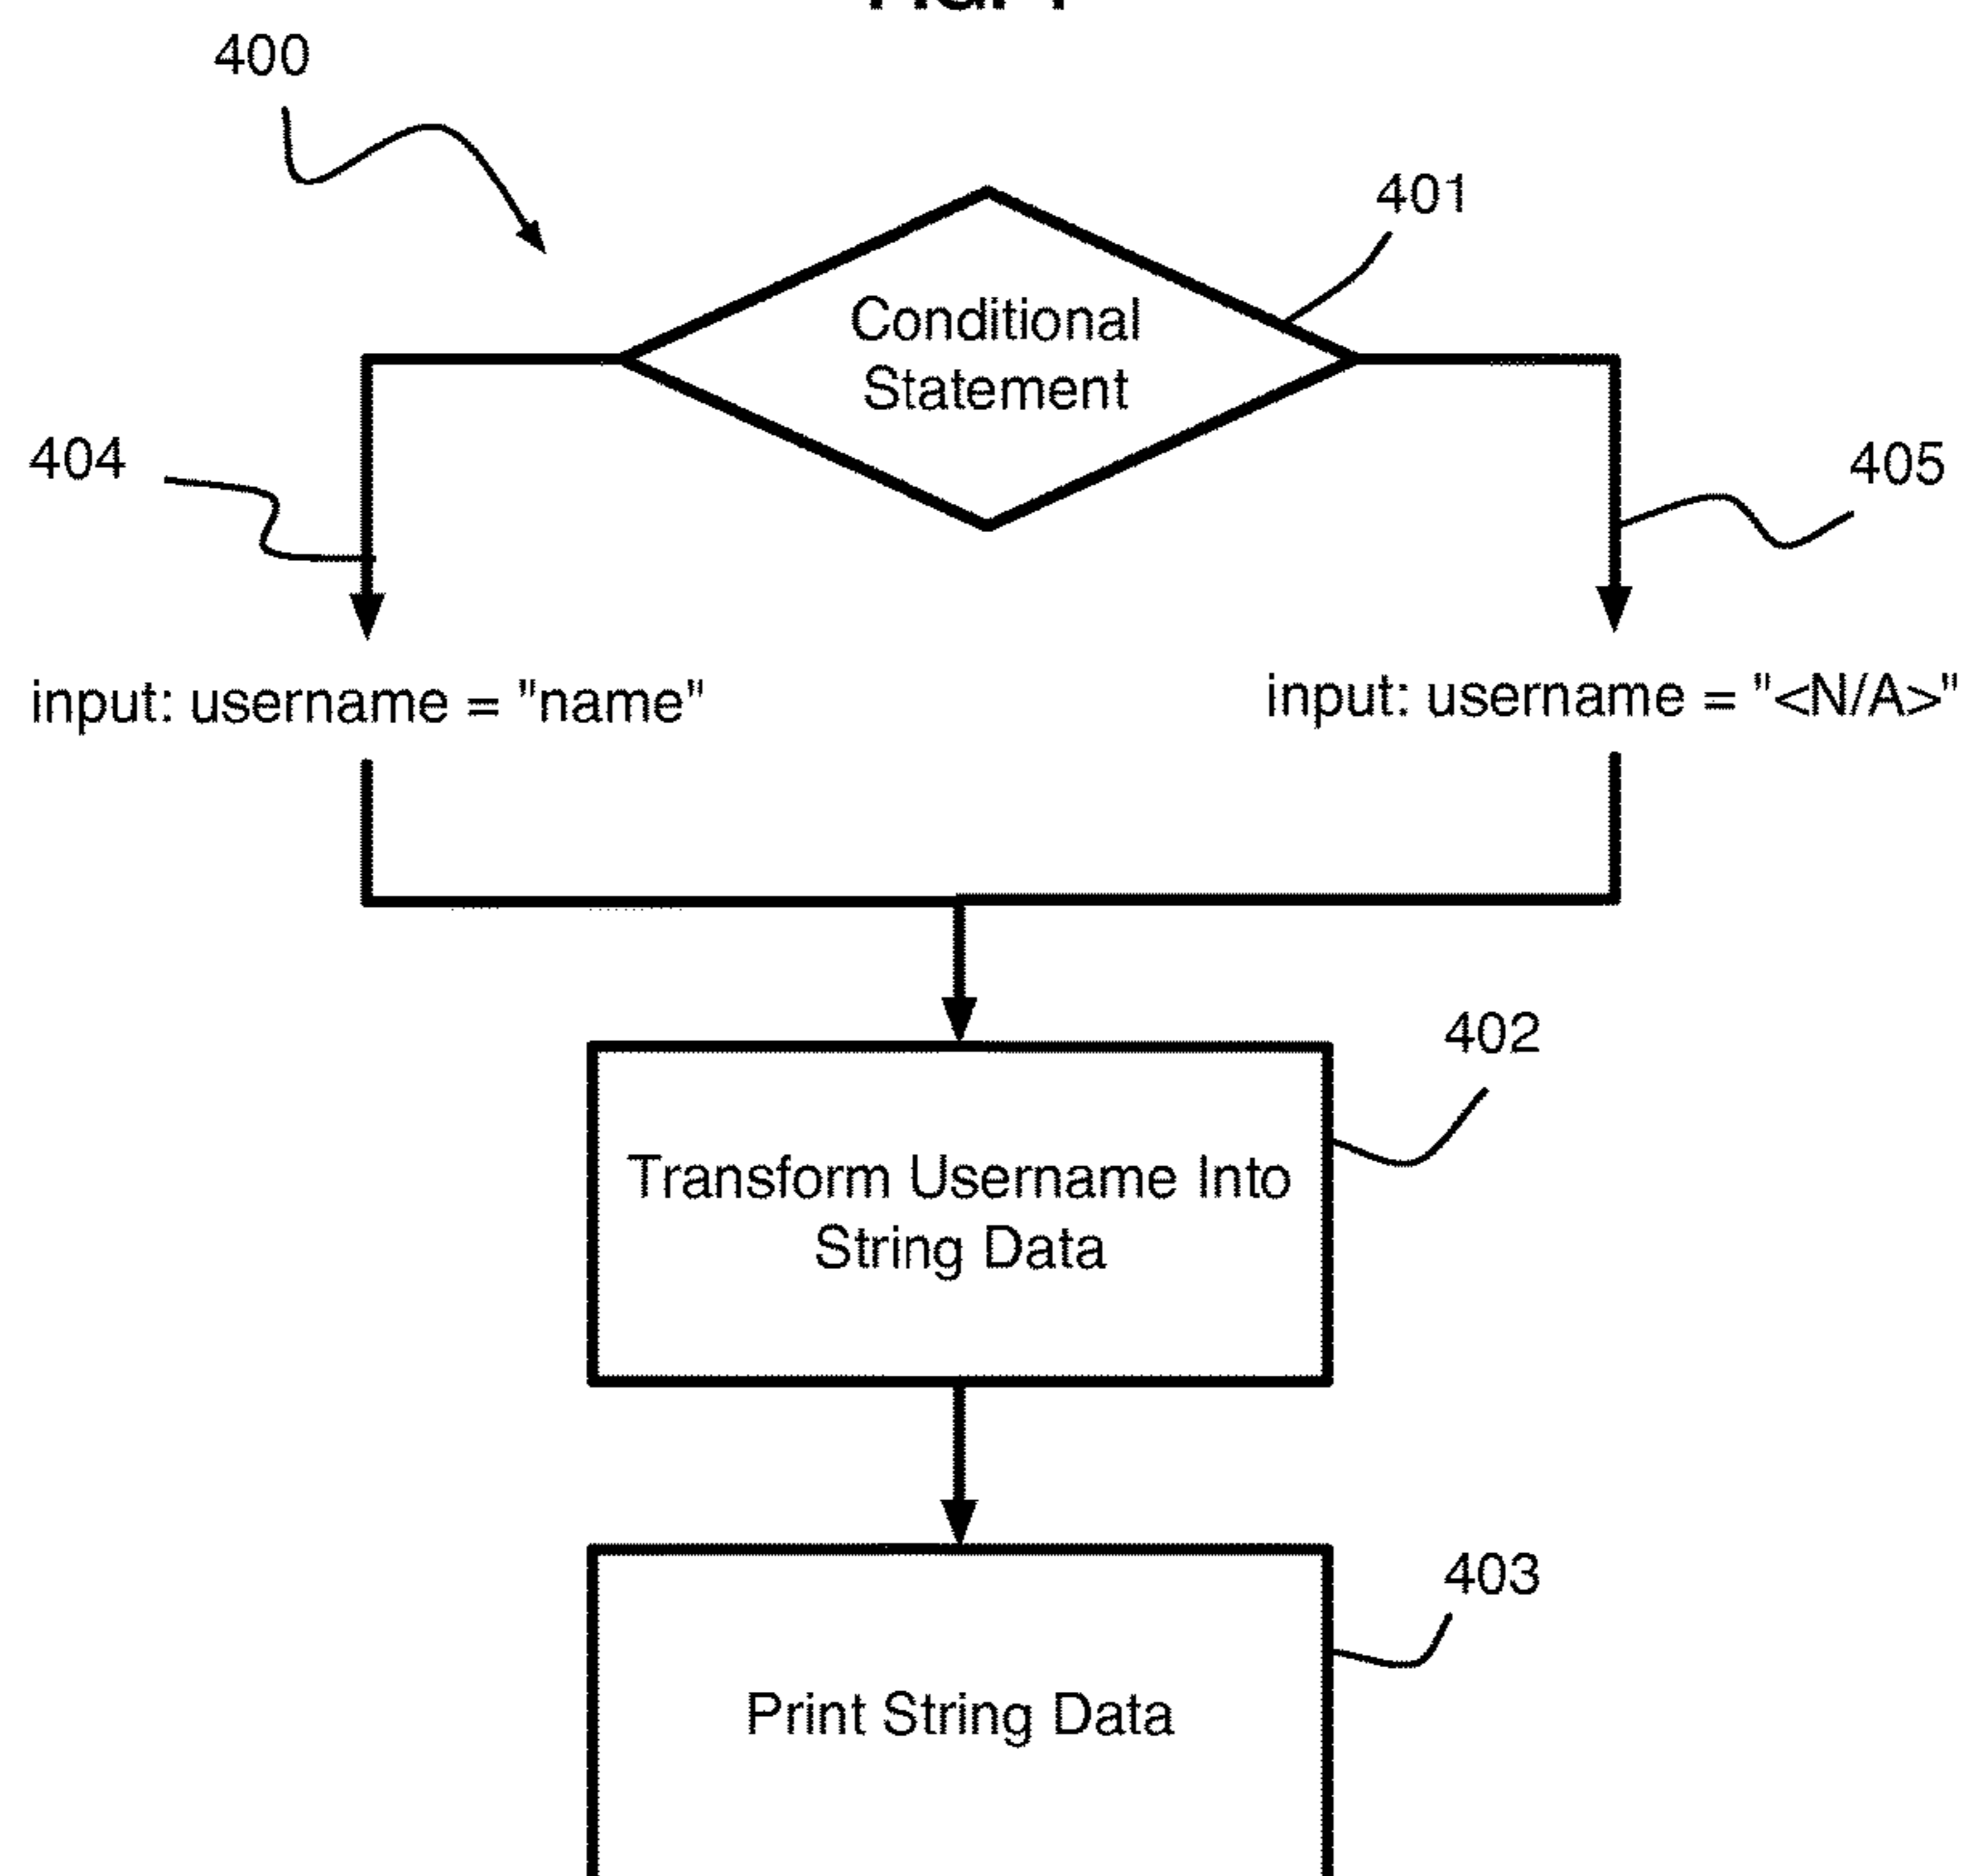 400
401
Conditional
Statement
404
405
input: username = "name"
input: username = "<N/A>"
402
Transform Username Into
String Data
403
Print String Data